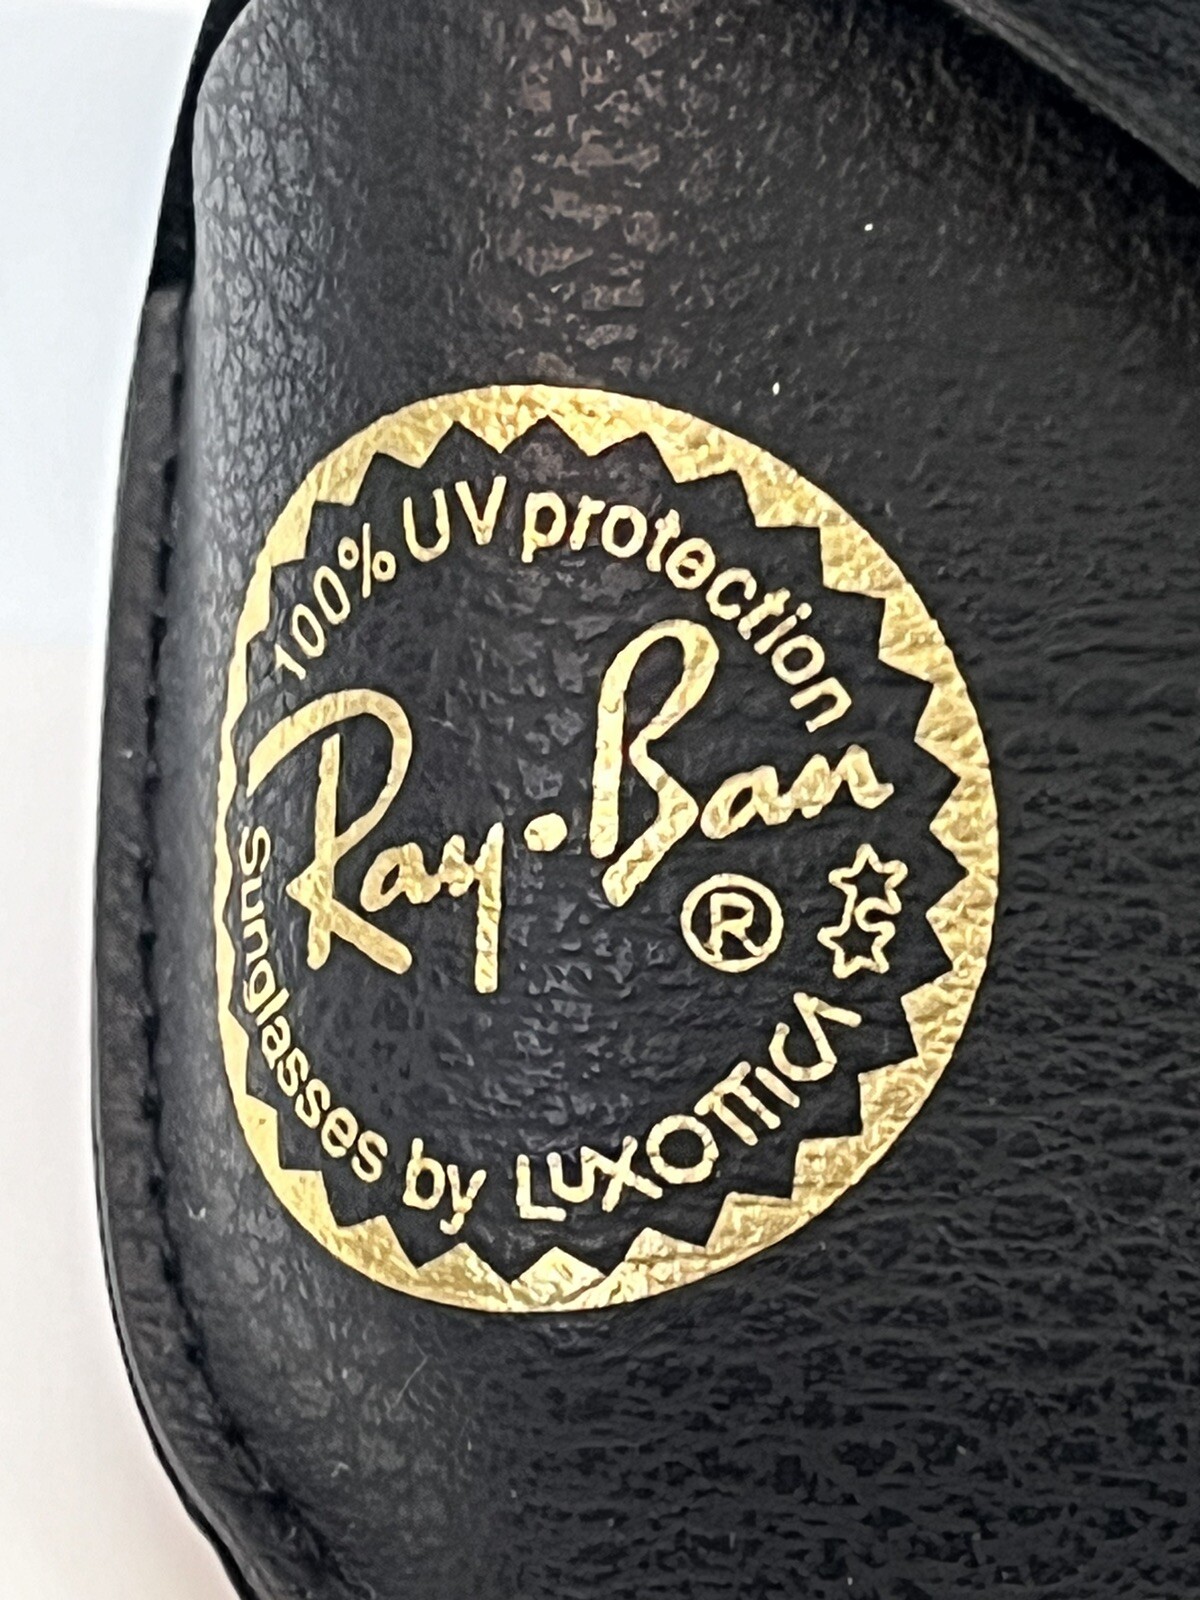 100% UV protection
Ray-Ban
®
Sunglasses by LUXOTTICA